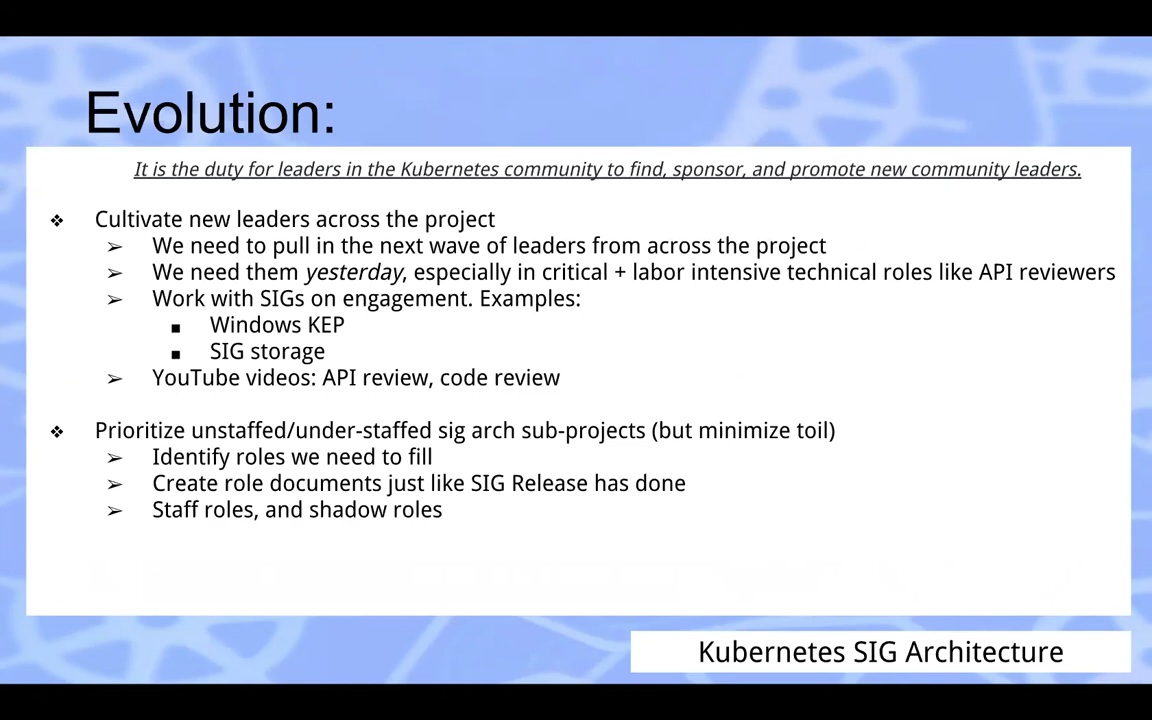 Evolution:
It is the duty for leaders in the Kubernetes community to find, sponsor, and promote new community leaders.
❖ Cultivate new leaders across the project
➢ We need to pull in the next wave of leaders from across the project
➢ We need them yesterday, especially in critical + labor intensive technical roles like API reviewers
➢ Work with SIGs on engagement. Examples:
■ Windows KEP
■ SIG storage
➢ YouTube videos: API review, code review
❖ Prioritize unstaffed/under-staffed sig arch sub-projects (but minimize toil)
➢ Identify roles we need to fill
➢ Create role documents just like SIG Release has done
➢ Staff roles, and shadow roles
Kubernetes SIG Architecture